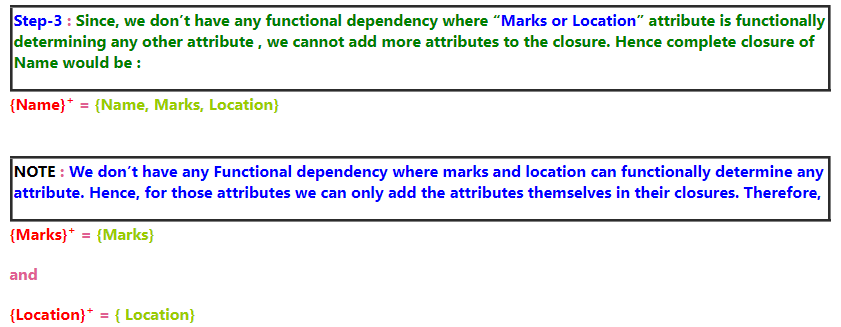 Step-3 : Since, we don't have any functional dependency where “Marks or Location” attribute is functionally
determining any other attribute , we cannot add more attributes to the closure. Hence complete closure of
Name would be :
{Name}⁺ = {Name, Marks, Location}
NOTE : We don't have any Functional dependency where marks and location can functionally determine any
attribute. Hence, for those attributes we can only add the attributes themselves in their closures. Therefore,
{Marks}⁺ = {Marks}
and
{Location}⁺ = { Location}